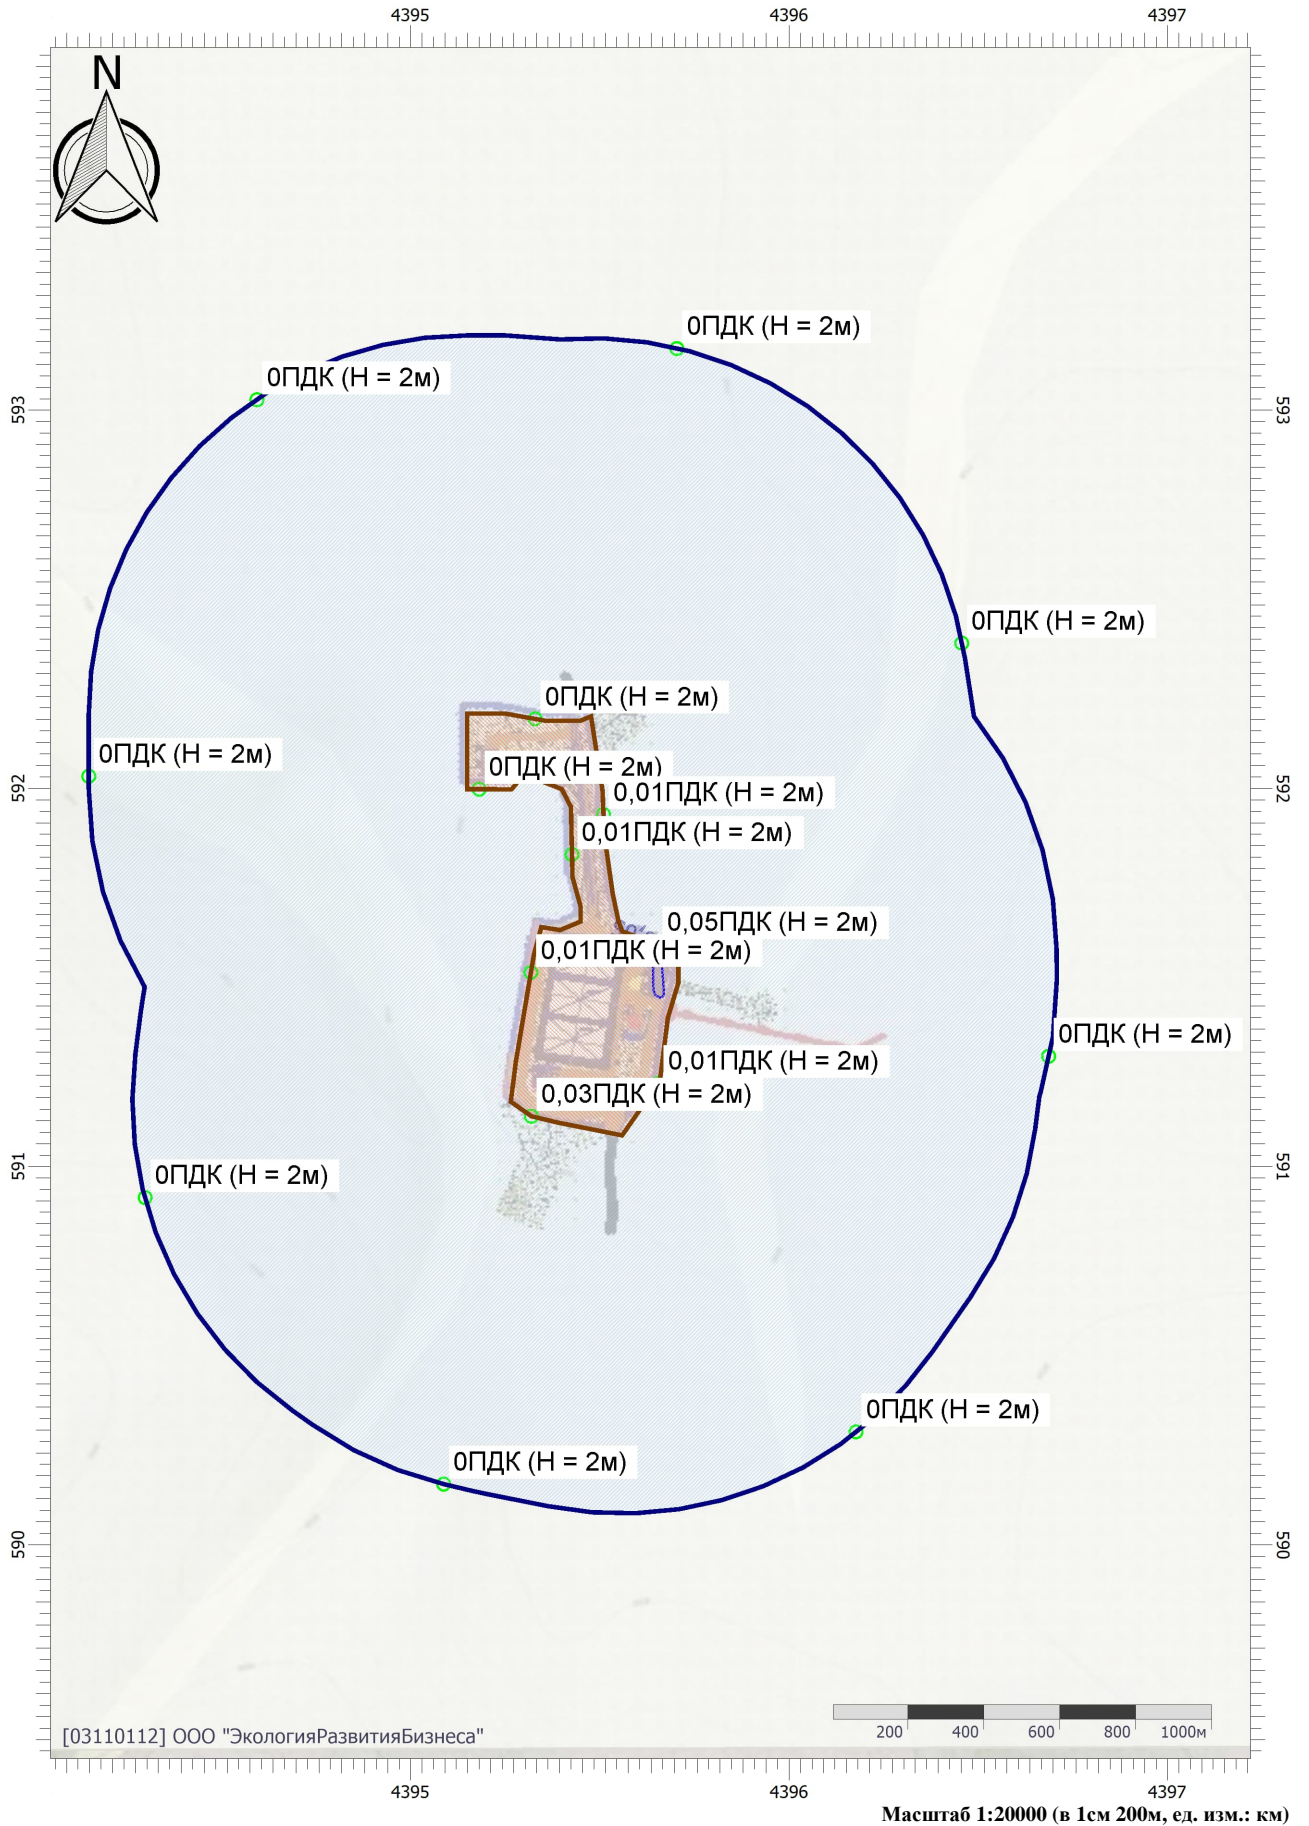 4395 4396 4397
N
0ПДК (Н = 2м)
0ПДК (Н = 2м)
593 593
0ПДК (Н = 2м)
0ПДК (Н = 2м)
0ПДК (Н = 2м)
0ПДК (Н = 2м)
592 592
0,01ПДК (Н = 2м)
0,01ПДК (Н = 2м)
0,05ПДК (Н = 2м)
0,01ПДК (Н = 2м)
0ПДК (Н = 2м)
0,01ПДК (Н = 2м)
0,03ПДК (Н = 2м)
591 591
0ПДК (Н = 2м)
0ПДК (Н = 2м)
0ПДК (Н = 2м)
590 590
[03110112] ООО "ЭкологияРазвитияБизнеса"
200 400 600 800 1000м
4395 4396 4397
Масштаб 1:20000 (в 1см 200м, ед. изм.: км)